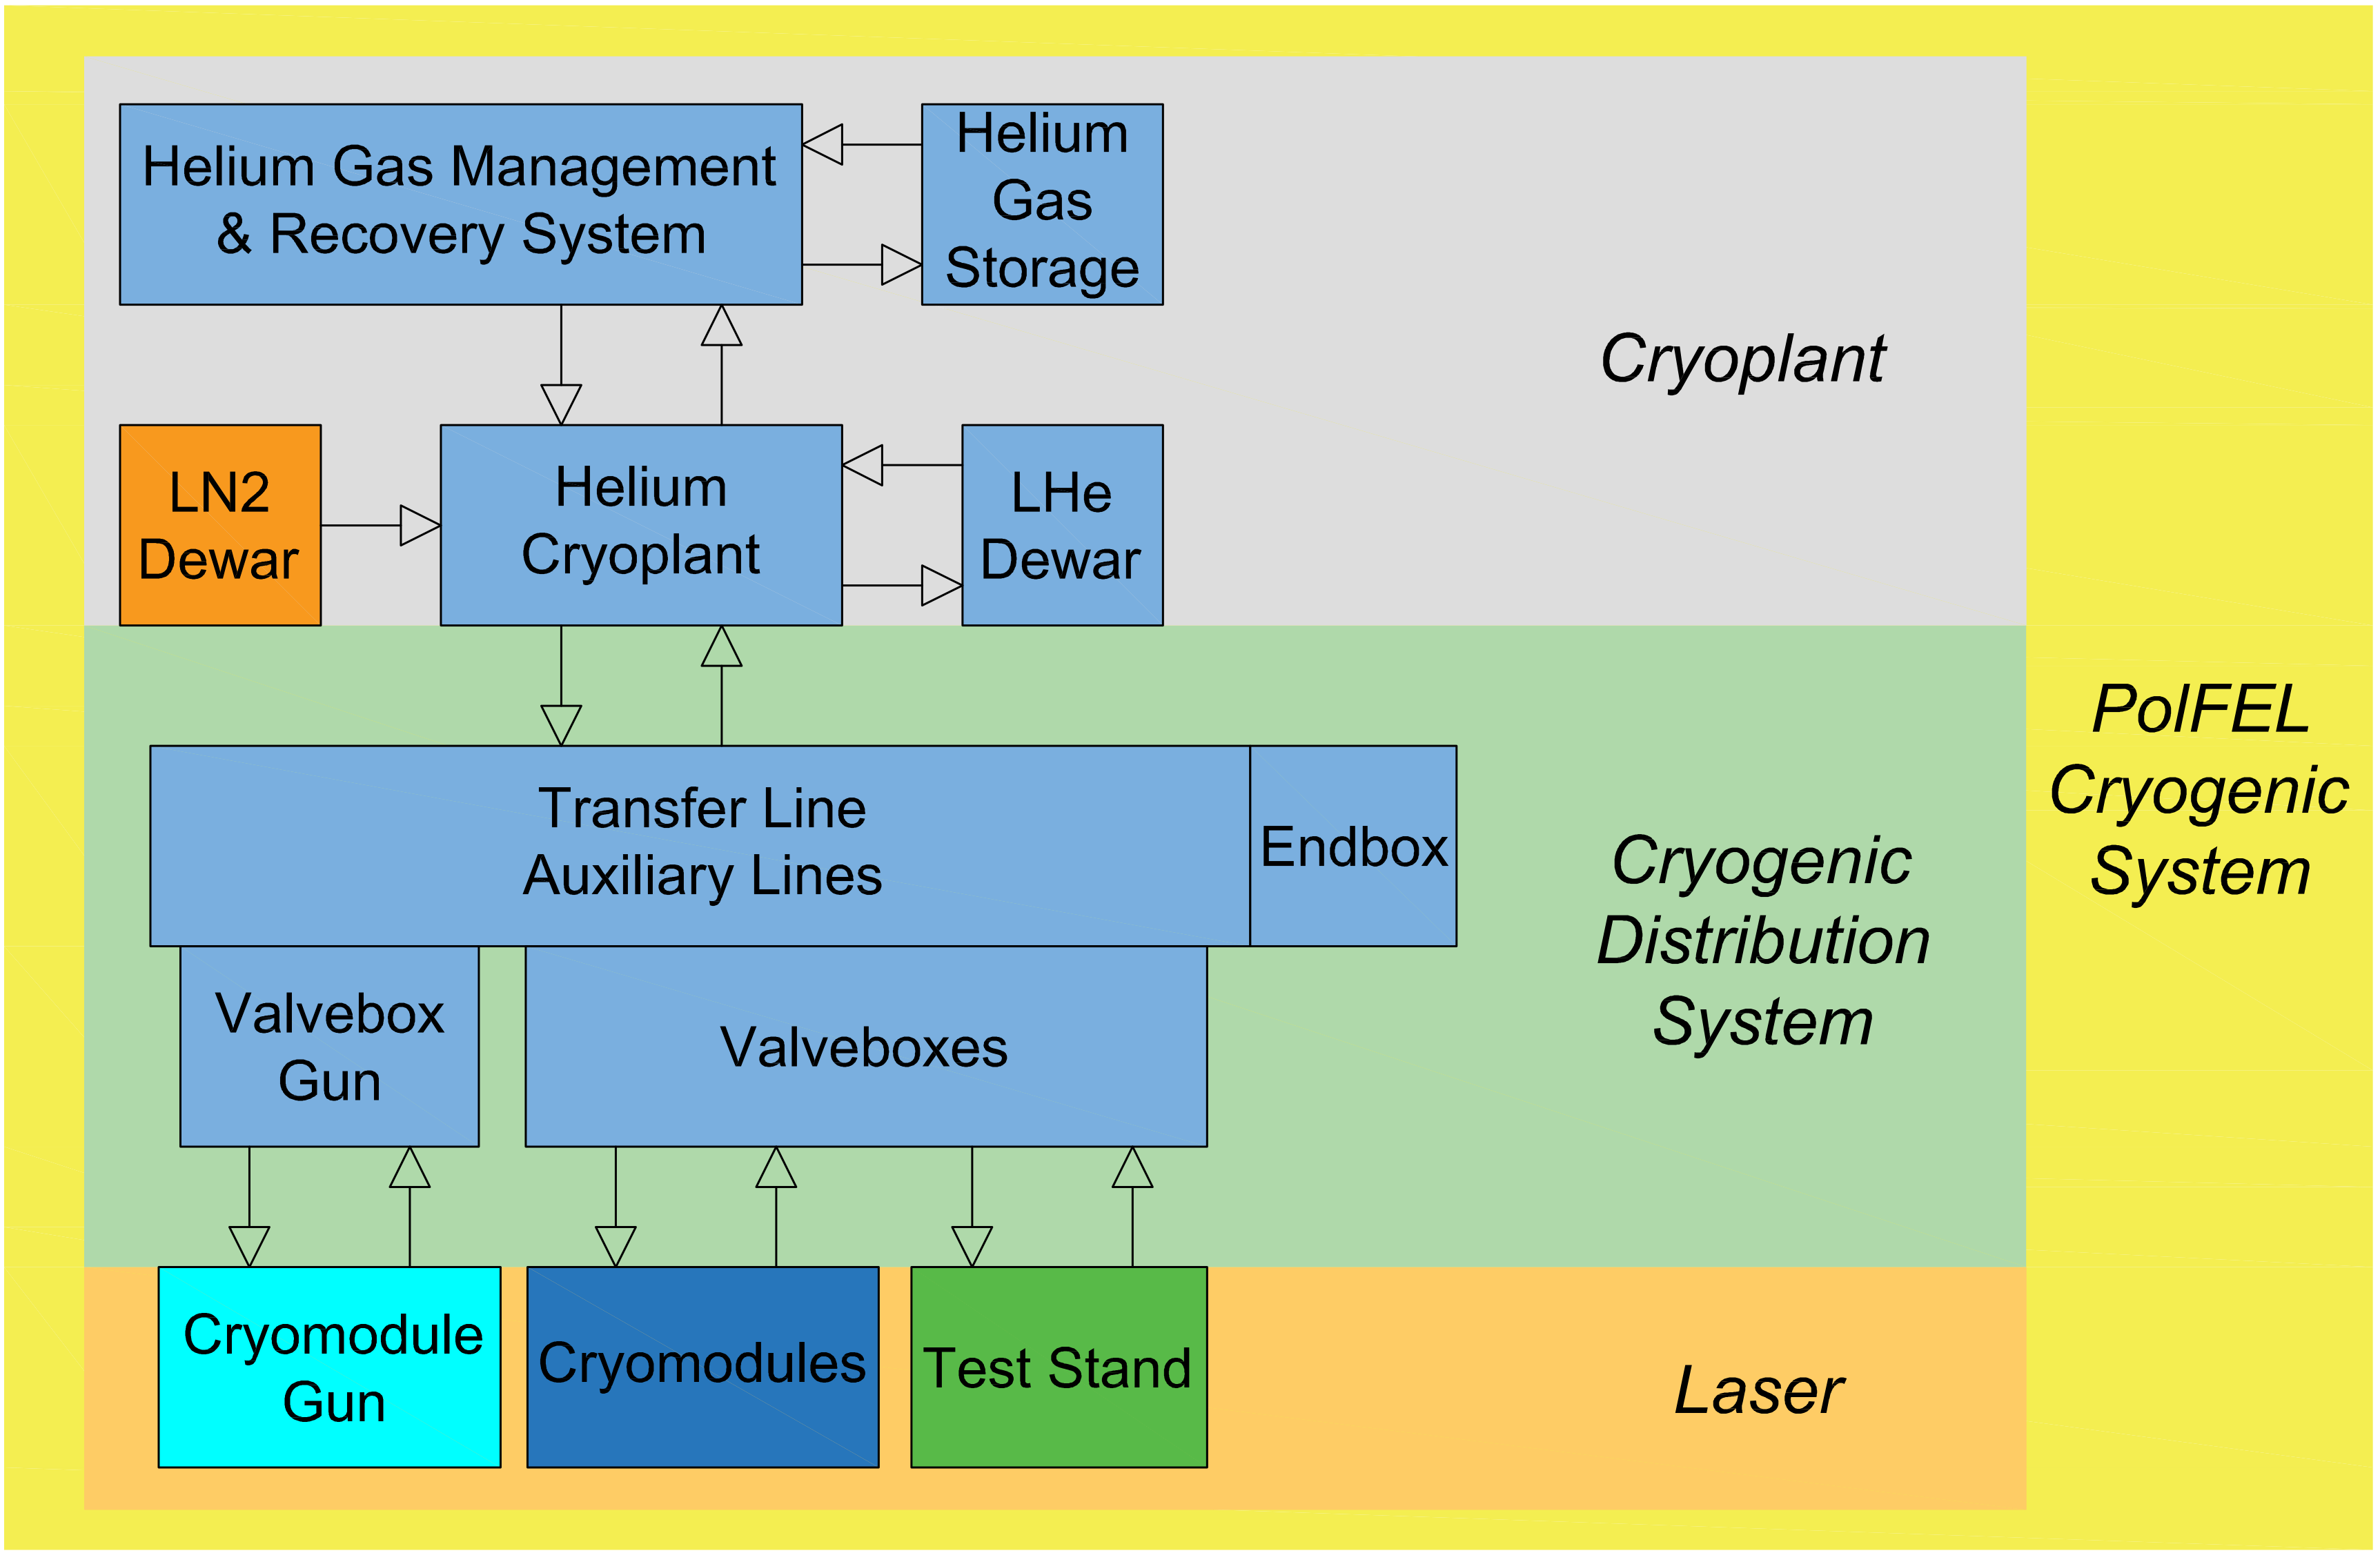 Helium Gas Management
& Recovery System
Helium
Gas
Storage
Cryoplant
LN2
Dewar
Helium
Cryoplant
LHe
Dewar
PolFEL
Cryogenic
System
Transfer Line
Auxiliary Lines
Endbox
Cryogenic
Distribution
System
Valvebox
Gun
Valveboxes
Cryomodule
Gun
Cryomodules
Test Stand
Laser